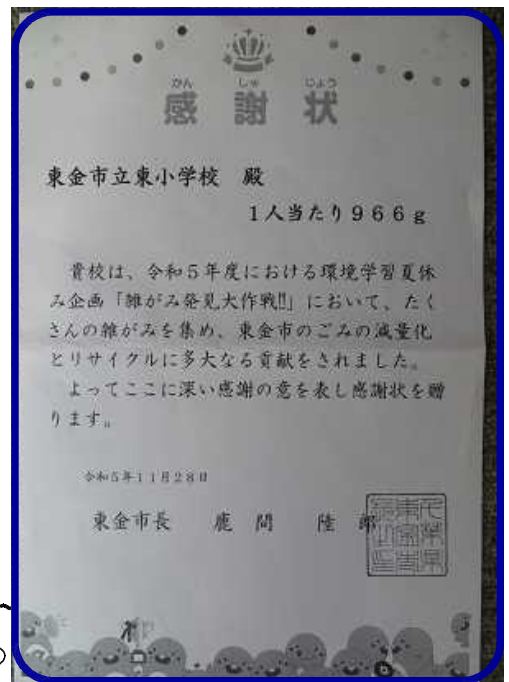 かん しゃ じょう
感謝状
東金市立東小学校 殿
1人当たり966g
貴校は、令和5年度における環境学習夏休
み企画「雑がみ発見大作戦!!」において、たく
さんの雑がみを集め、東金市のごみの減量化
とリサイクルに多大なる貢献をされました。
よってここに深い感謝の意を表し感謝状を贈
ります。
令和5年11月28日
東金市長 鹿間 陸郎